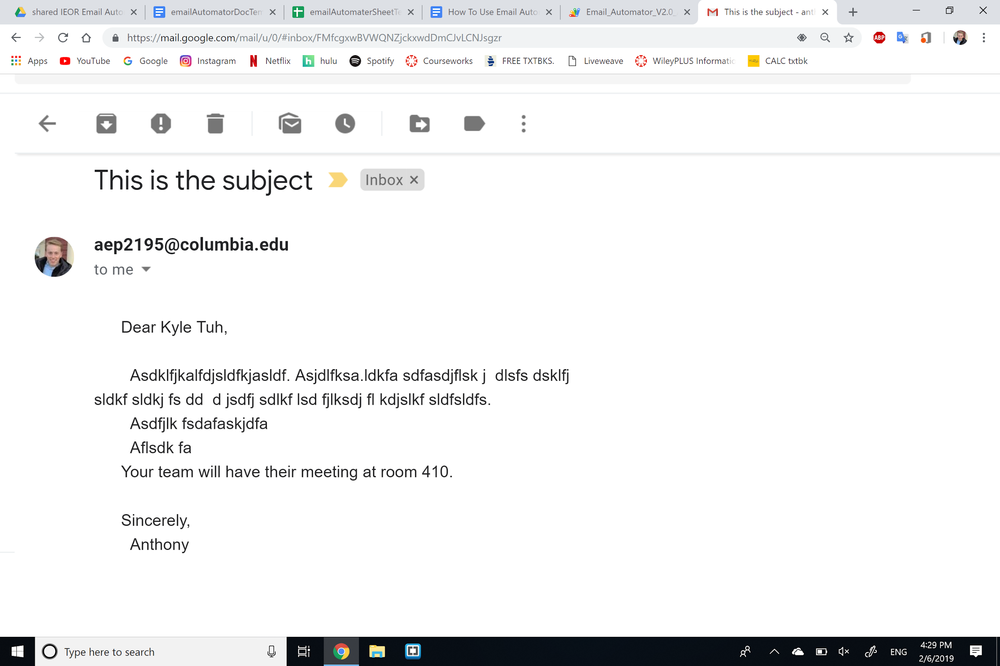 shared IEOR Email Auto
emailAutomatorDocTem
emailAutomaterSheetTe
How To Use Email Auto
Email_Automator_V2.0_
This is the subject - ant
https://mail.google.com/mail/u/0/#inbox/FMfcgxwBVWQNZjckxwdDmCJvLCNJsgzr
ABP
Apps YouTube Google Instagram Netflix hulu Spotify Courseworks FREE TXTBKS. Liveweave WileyPLUS Informatic CALC txtbk
This is the subject Inbox
aep2195@columbia.edu
to me
Dear Kyle Tuh,
Asdklfjkalfdjsldfkjasldf. Asjdlfksa.ldkfa sdfasdjflsk j dlsfs dsklfj
sldkf sldkj fs dd d jsdfj sdlkf lsd fjlksdj fl kdjslkf sldfsldfs.
Asdfjlk fsdafaskjdfa
Aflsdk fa
Your team will have their meeting at room 410.
Sincerely,
Anthony
Type here to search
ENG
4:29 PM
2/6/2019